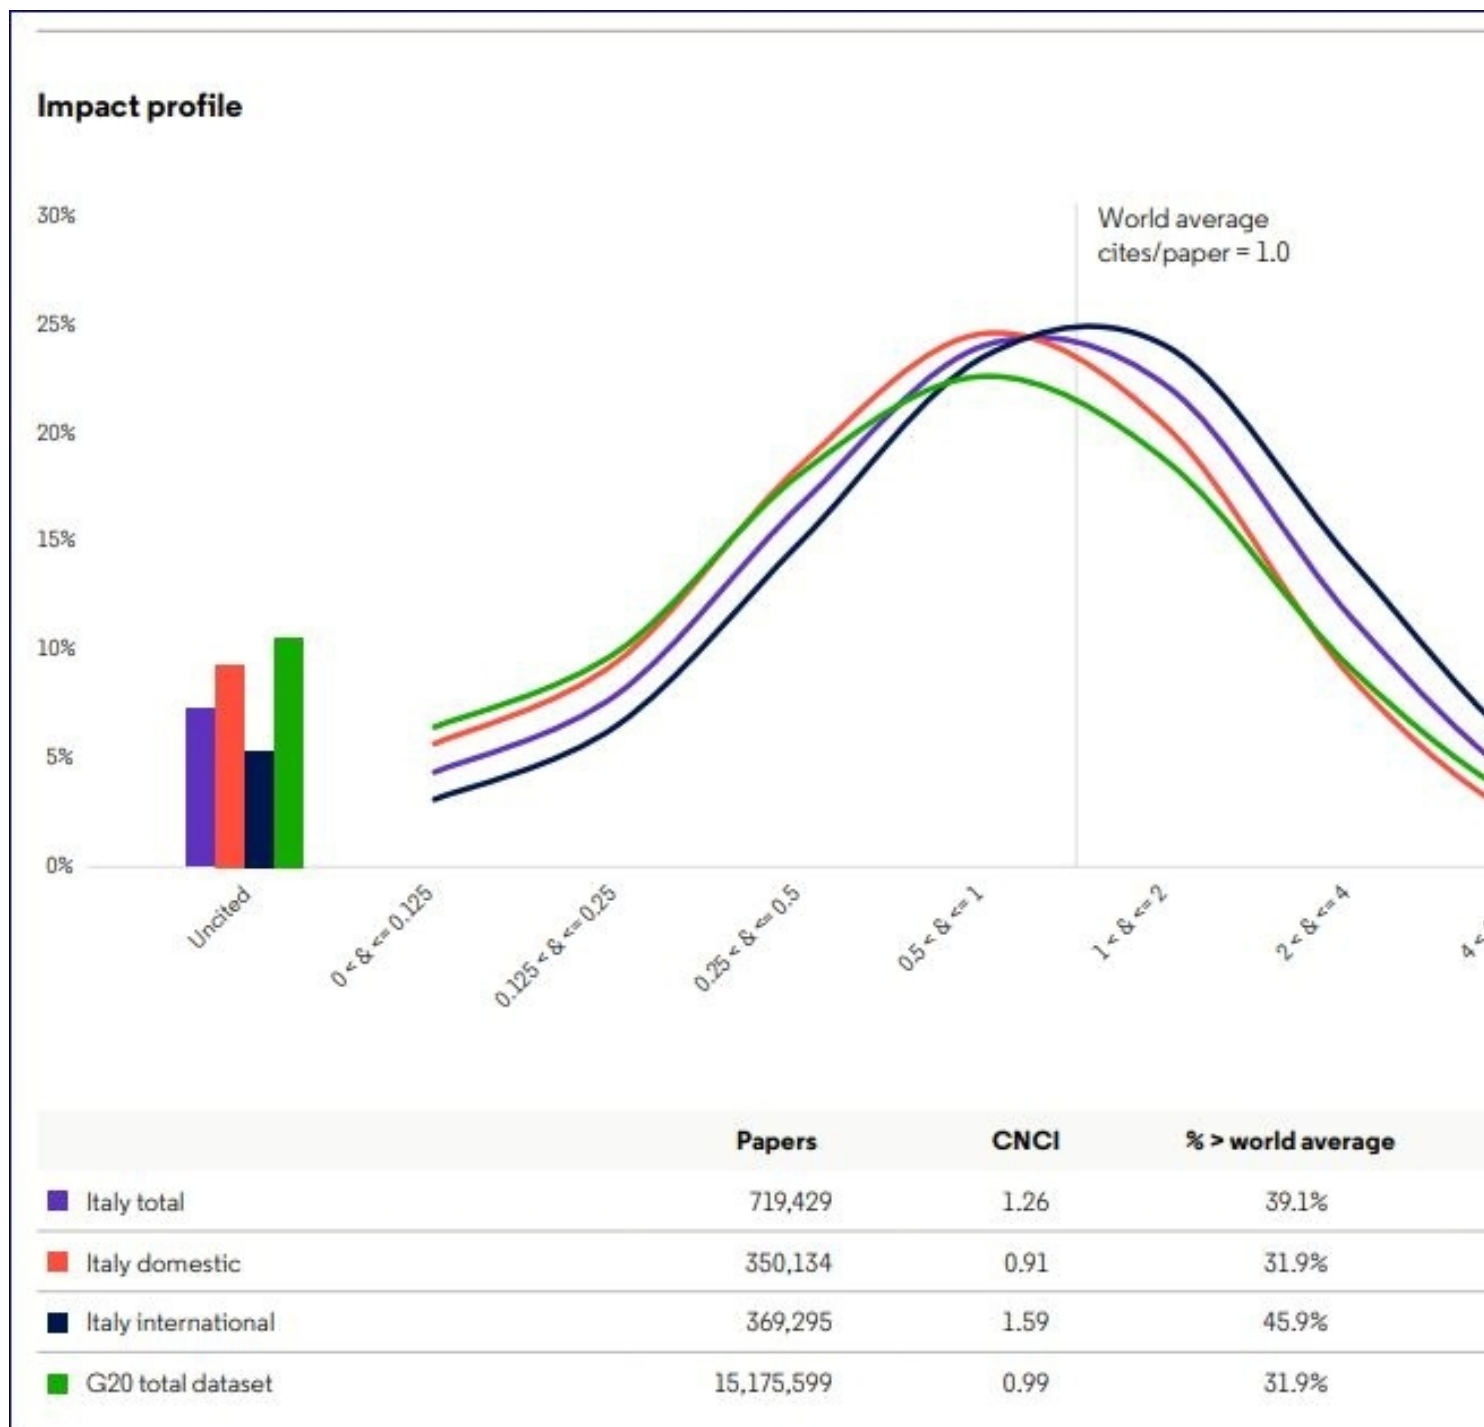 Impact profile
30%
World average
cites/paper = 1.0
25%
20%
15%
10%
5%
0%
Uncited
0 < & <= 0.125
0.125 < & <= 0.25
0.25 < & <= 0.5
0.5 < & <= 1
1 < & <= 2
2 < & <= 4
4 <
Papers CNCI % > world average
Italy total 719,429 1.26 39.1%
Italy domestic 350,134 0.91 31.9%
Italy international 369,295 1.59 45.9%
G20 total dataset 15,175,599 0.99 31.9%